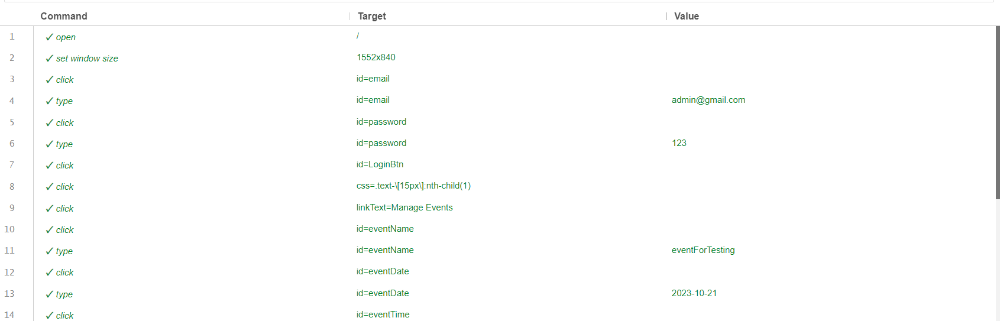 Command Target Value
1 ✓ open /
2 ✓ set window size 1552x840
3 ✓ click id=email
4 ✓ type id=email admin@gmail.com
5 ✓ click id=password
6 ✓ type id=password 123
7 ✓ click id=LoginBtn
8 ✓ click css=.text-\[15px\]:nth-child(1)
9 ✓ click linkText=Manage Events
10 ✓ click id=eventName
11 ✓ type id=eventName eventForTesting
12 ✓ click id=eventDate
13 ✓ type id=eventDate 2023-10-21
14 ✓ click id=eventTime